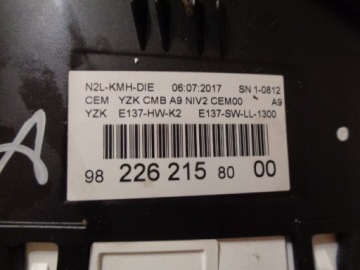 N2L-KMH-DIE 06:07:2017 SN 1-0812
CEM YZK CMB A9 NIV2 CEM00 A9
YZK E137-HW-K2 E137-SW-LL-1300
98 226 215 80 00
A